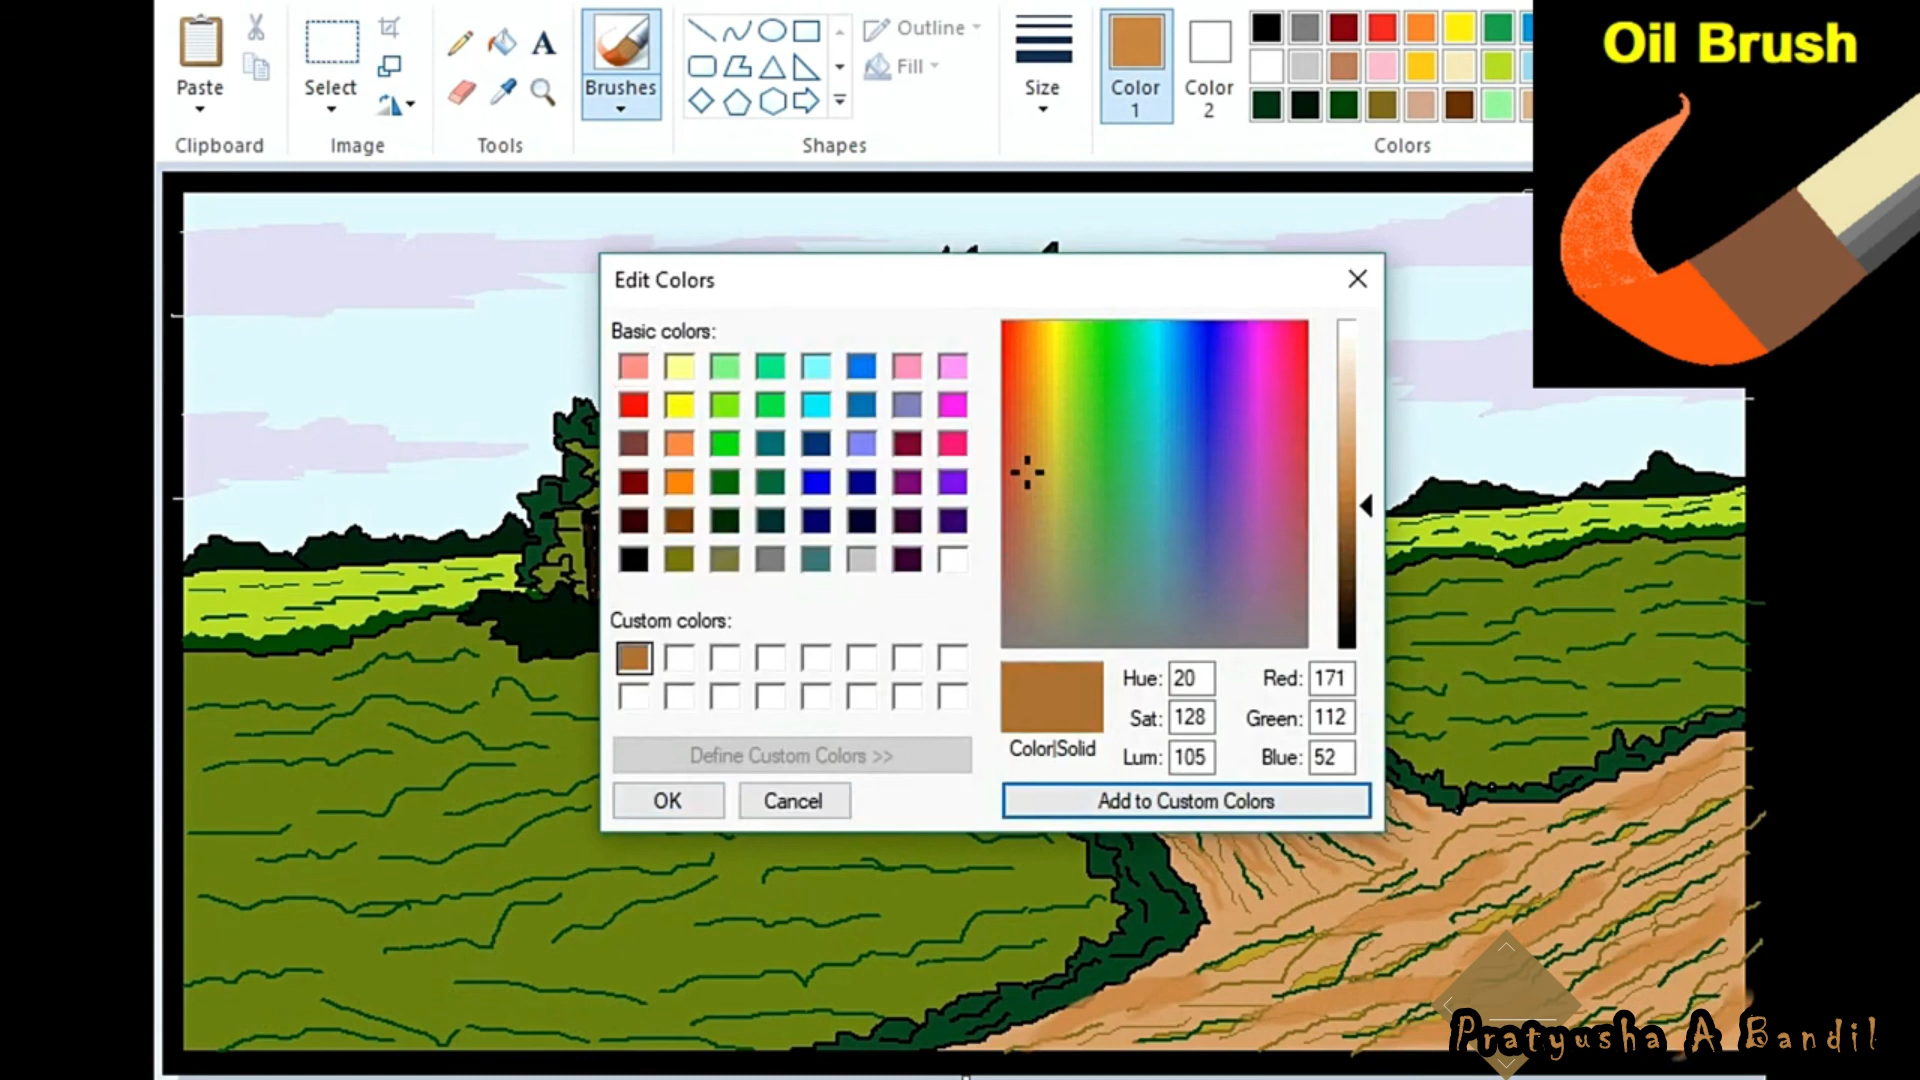 Oil Brush
Outline
Fill
Paste
Select
Brushes
Size
Color 1
Color 2
Clipboard
Image
Tools
Shapes
Colors
Edit Colors
Basic colors:
Custom colors:
Define Custom Colors >>
OK
Cancel
Color|Solid
Hue: 20
Red: 171
Sat: 128
Green: 112
Lum: 105
Blue: 52
Add to Custom Colors
Pratyusha A Bandil